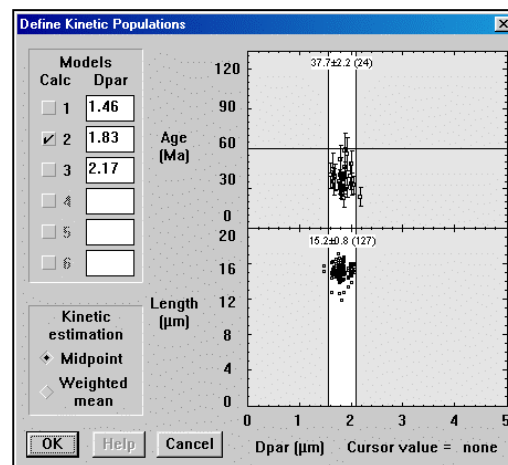 Define Kinetic Populations
Models
Calc Dpar
1 1.46
2 1.83
3 2.17
4
5
6
Kinetic
estimation
Midpoint
Weighted
mean
OK Help Cancel
37.7±2.2 (24)
120
90
60
30
0
Age
(Ma)
15.2±0.8 (127)
20
16
12
8
4
0
Length
(µm)
0 1 2 3 4 5
Dpar (µm) Cursor value = none